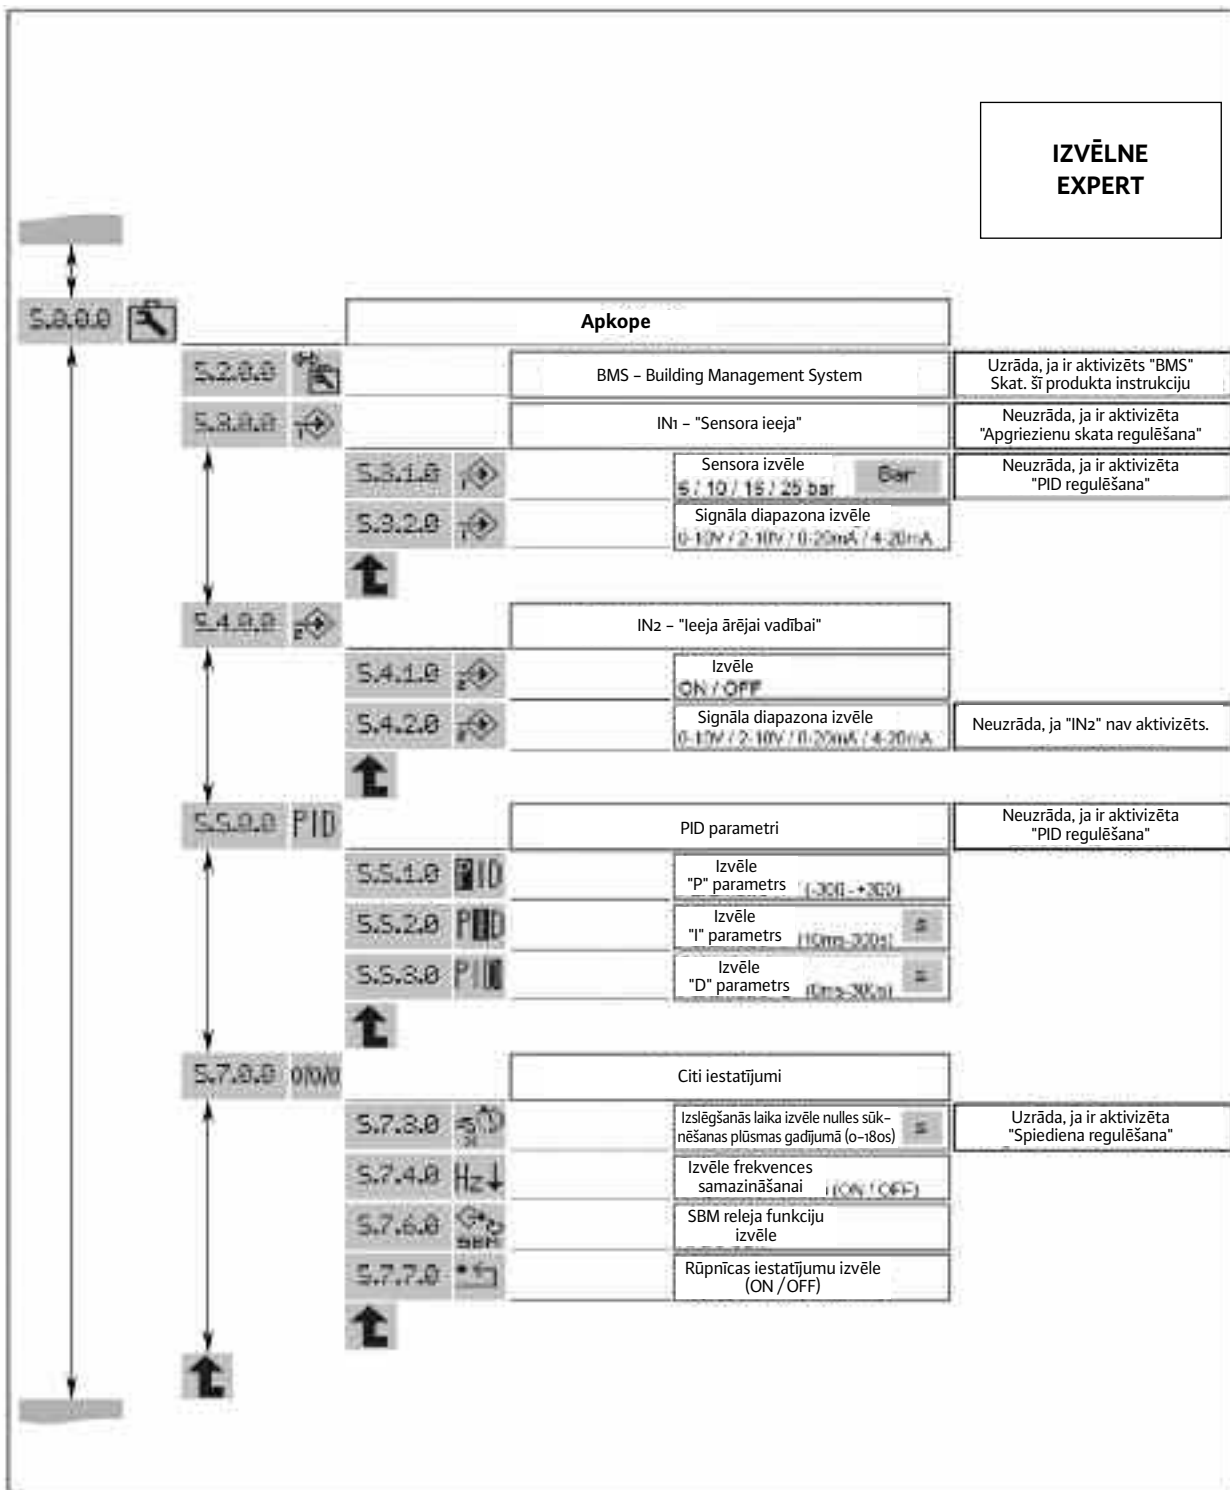 IZVĒLNE
EXPERT
5.0.0.0
Apkope
5.2.0.0
BMS – Building Management System
Uzrāda, ja ir aktivizēts "BMS"
Skat. šī produkta instrukciju
5.3.0.0
IN1 – "Sensora ieeja"
Neuzrāda, ja ir aktivizēta
"Apgriezienu skata regulēšana"
5.3.1.0
Sensora izvēle
6 / 10 / 16 / 25 bar
Bar
Neuzrāda, ja ir aktivizēta
"PID regulēšana"
5.3.2.0
Signāla diapazona izvēle
0-10V / 2-10V / 0-20mA / 4-20mA
5.4.0.0
IN2 – "Ieeja ārējai vadībai"
5.4.1.0
Izvēle
ON / OFF
5.4.2.0
Signāla diapazona izvēle
0-10V / 2-10V / 0-20mA / 4-20mA
Neuzrāda, ja "IN2" nav aktivizēts.
5.5.0.0 PID
PID parametri
Neuzrāda, ja ir aktivizēta
"PID regulēšana"
5.5.1.0 PID
Izvēle
"P" parametrs (-300 - +300)
5.5.2.0 PID
Izvēle
"I" parametrs (10ms-300s)
s
5.5.3.0 PID
Izvēle
"D" parametrs (0ms-300s)
s
5.7.0.0 0/0/0
Citi iestatījumi
5.7.3.0
Izslēgšanās laika izvēle nulles sūk-
nēšanas plūsmas gadījumā (0-180s)
s
Uzrāda, ja ir aktivizēta
"Spiediena regulēšana"
5.7.4.0 Hz
Izvēle frekvences
samazināšanai (ON / OFF)
5.7.6.0 SBM
SBM releja funkciju
izvēle
5.7.7.0
Rūpnīcas iestatījumu izvēle
(ON / OFF)